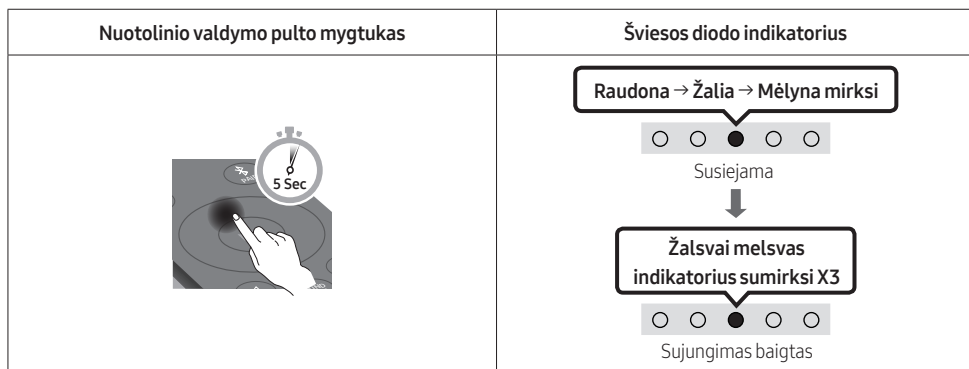 Nuotolinio valdymo pulto mygtukas
Šviesos diodo indikatorius
5 Sec
Raudona → Žalia → Mėlyna mirksi
Susiejama
Žalsvai melsvas
indikatorius sumirksi X3
Sujungimas baigtas